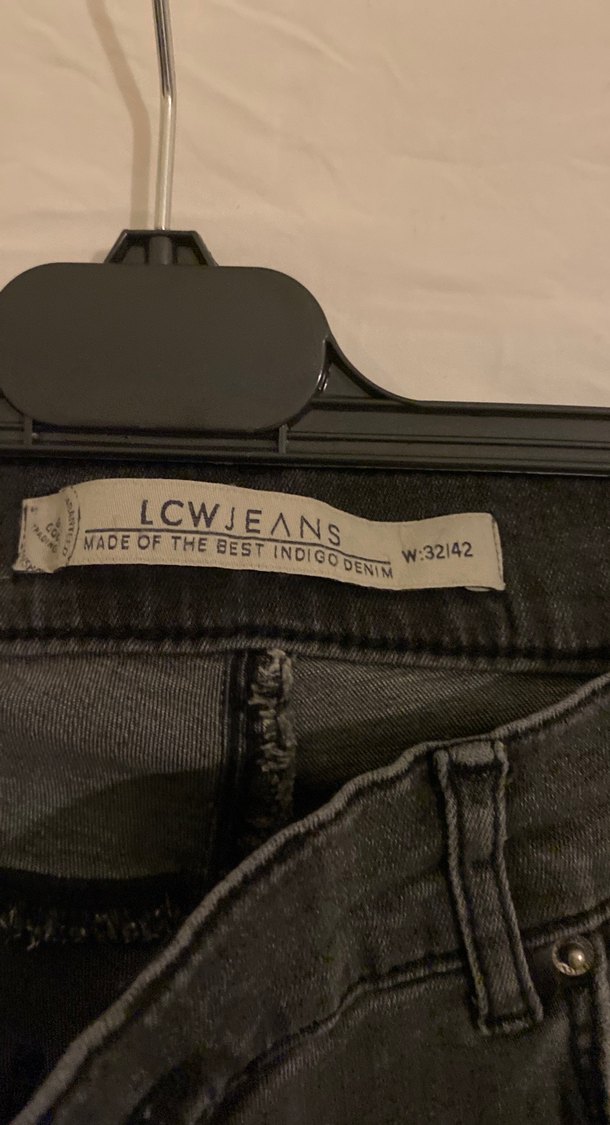 LCWJEANS
MADE OF THE BEST INDIGO DENIM
W:32/42